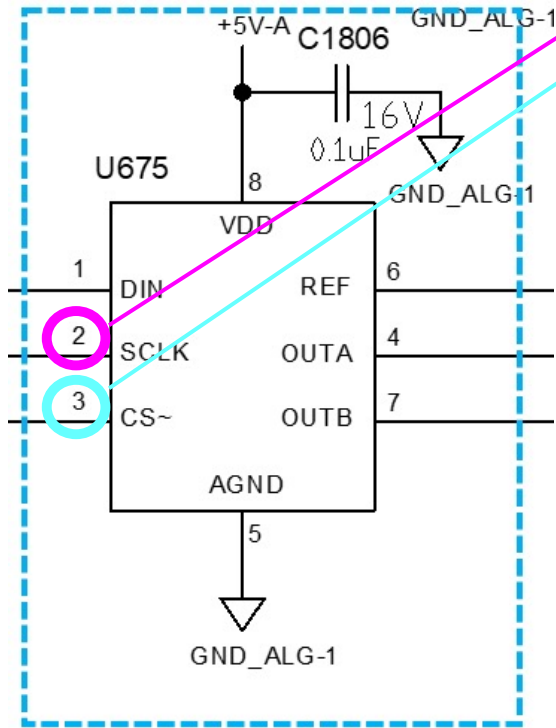 +5V-A
C1806
GND_ALG-1
16V
0.1uF
GND_ALG-1
U675
8
VDD
1
DIN
REF
6
2
SCLK
OUTA
4
3
CS~
OUTB
7
AGND
5
GND_ALG-1